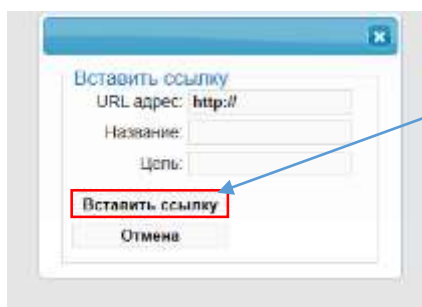 Вставить ссылку
URL адрес: http://
Название:
Цель:
Вставить ссылку
Отмена